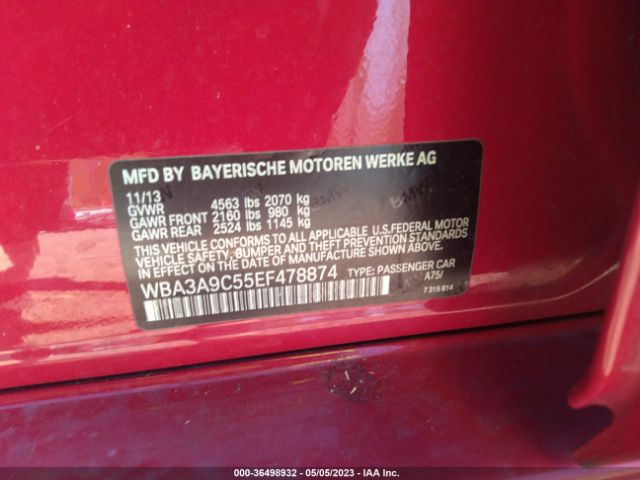 MFD BY BAYERISCHE MOTOREN WERKE AG
11/13
GVWR 4563 lbs 2070 kg
GAWR FRONT 2160 lbs 980 kg
GAWR REAR 2524 lbs 1145 kg
THIS VEHICLE CONFORMS TO ALL APPLICABLE U.S.FEDERAL MOTOR
VEHICLE SAFETY, BUMPER, AND THEFT PREVENTION STANDARDS
IN EFFECT ON THE DATE OF MANUFACTURE SHOWN ABOVE.
WBA3A9C55EF478874 TYPE: PASSENGER CAR
A75/
7 315 814
000-36498932 - 05/05/2023 - IAA Inc.